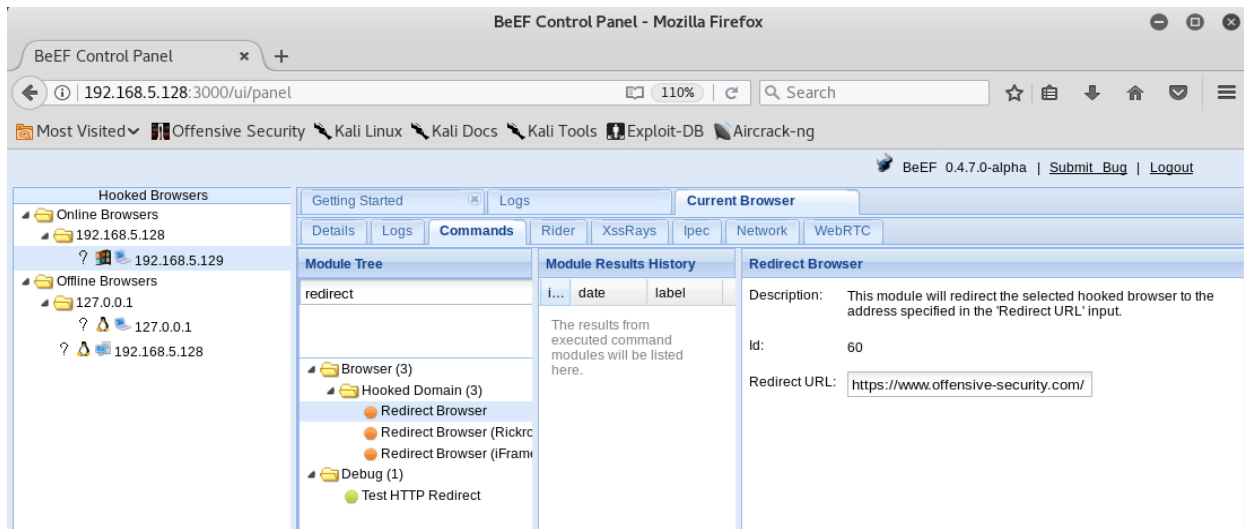 BeEF Control Panel - Mozilla Firefox
BeEF Control Panel
192.168.5.128:3000/ui/panel
110%
Search
Most Visited
Offensive Security
Kali Linux
Kali Docs
Kali Tools
Exploit-DB
Aircrack-ng
BeEF 0.4.7.0-alpha | Submit Bug | Logout
Hooked Browsers
Online Browsers
192.168.5.128
? 192.168.5.129
Offline Browsers
127.0.0.1
? 127.0.0.1
? 192.168.5.128
Getting Started
Logs
Current Browser
Details
Logs
Commands
Rider
XssRays
Ipec
Network
WebRTC
Module Tree
redirect
Browser (3)
Hooked Domain (3)
Redirect Browser
Redirect Browser (Rickro
Redirect Browser (iFrame
Debug (1)
Test HTTP Redirect
Module Results History
i... date label
The results from
executed command
modules will be listed
here.
Redirect Browser
Description: This module will redirect the selected hooked browser to the
address specified in the 'Redirect URL' input.
Id: 60
Redirect URL: https://www.offensive-security.com/